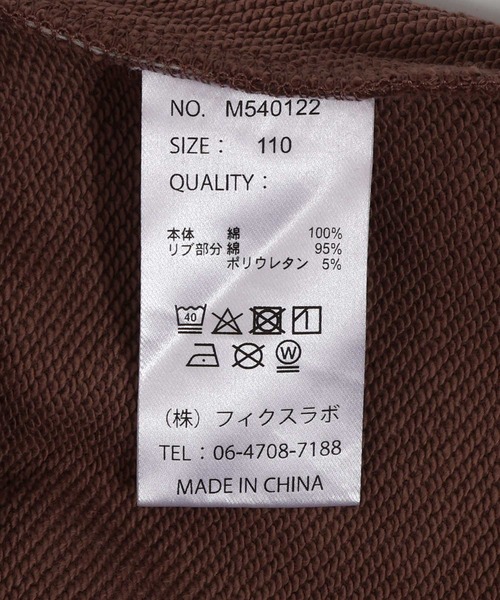 NO. M540122
SIZE： 110
QUALITY：
本体 綿 100%
リブ部分 綿 95%
ポリウレタン 5%
40
W
（株）フィクスラボ
TEL：06-4708-7188
MADE IN CHINA